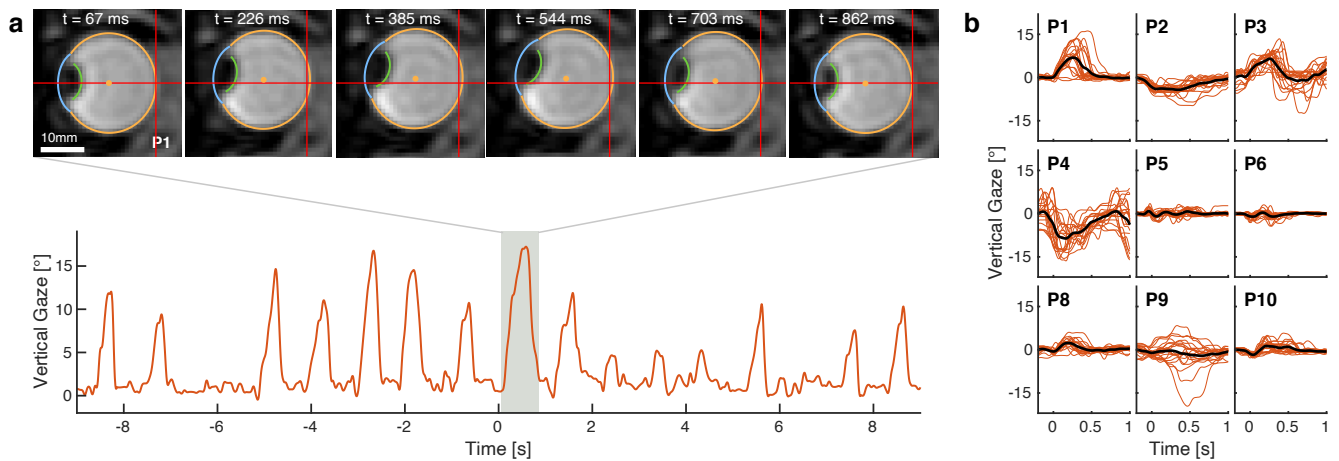 a
t = 67 ms
t = 226 ms
t = 385 ms
t = 544 ms
t = 703 ms
t = 862 ms
10mm
P1
Vertical Gaze [°]
15
10
5
0
-8
-6
-4
-2
0
2
4
6
8
Time [s]
b
P1
P2
P3
15
0
-15
P4
P5
P6
Vertical Gaze [°]
15
0
-15
P8
P9
P10
15
0
-15
0
0.5
1
0
0.5
1
0
0.5
1
Time [s]